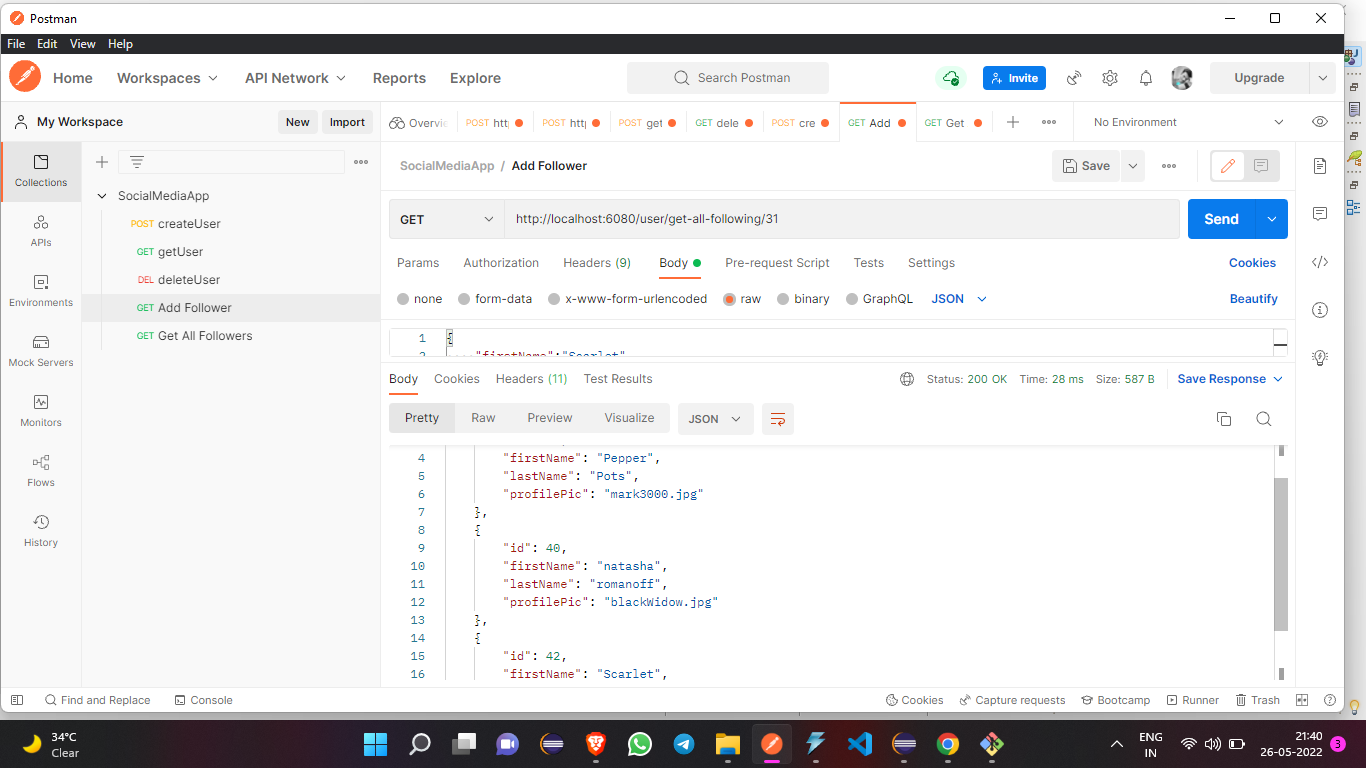 Postman
File Edit View Help
Home Workspaces API Network Reports Explore Search Postman Invite Upgrade
My Workspace New Import Overvie POST htt POST htt POST get GET dele POST cre GET Add GET Get No Environment
Collections
APIs
Environments
Mock Servers
Monitors
Flows
History
SocialMediaApp
POST createUser
GET getUser
DEL deleteUser
GET Add Follower
GET Get All Followers
SocialMediaApp / Add Follower Save
GET http://localhost:6080/user/get-all-following/31 Send
Params Authorization Headers (9) Body Pre-request Script Tests Settings Cookies
none form-data x-www-form-urlencoded raw binary GraphQL JSON Beautify
1 {
2 "firstName":"Scarlet"
Body Cookies Headers (11) Test Results Status: 200 OK Time: 28 ms Size: 587 B Save Response
Pretty Raw Preview Visualize JSON
4 "firstName": "Pepper",
5 "lastName": "Pots",
6 "profilePic": "mark3000.jpg"
7 },
8 {
9 "id": 40,
10 "firstName": "natasha",
11 "lastName": "romanoff",
12 "profilePic": "blackWidow.jpg"
13 },
14 {
15 "id": 42,
16 "firstName": "Scarlet",
Find and Replace Console Cookies Capture requests Bootcamp Runner Trash
34°C
Clear
ENG
IN
21:40
26-05-2022
3